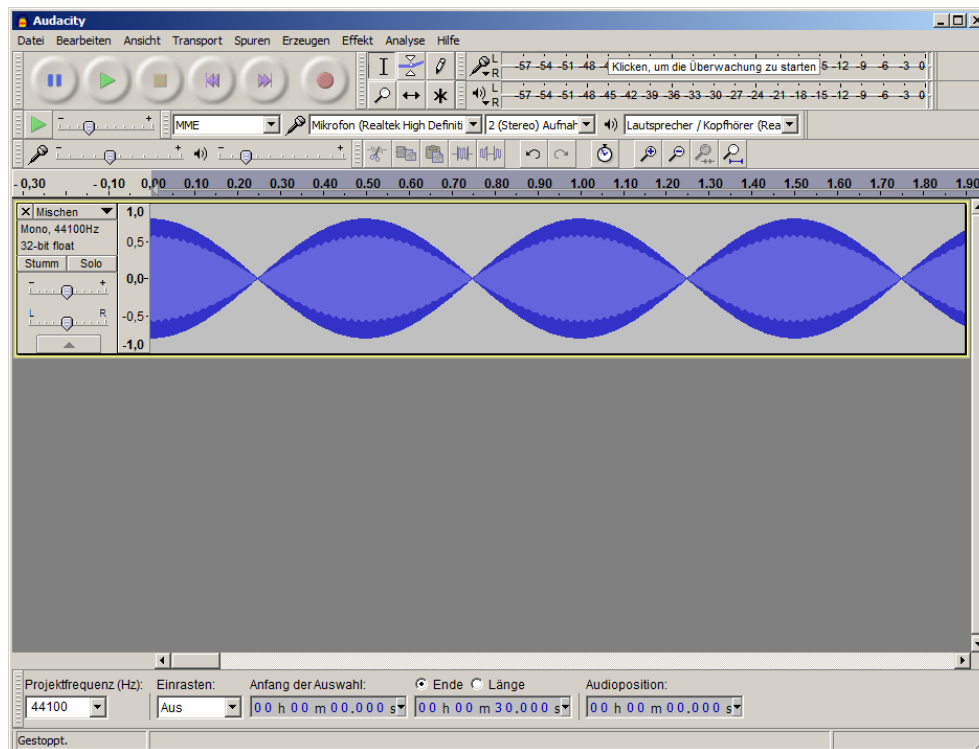 Audacity
Datei Bearbeiten Ansicht Transport Spuren Erzeugen Effekt Analyse Hilfe
L
R
-57 -54 -51 -48 -4 Klicken, um die Überwachung zu starten 5 -12 -9 -6 -3 0
L
R
-57 -54 -51 -48 -45 -42 -39 -36 -33 -30 -27 -24 -21 -18 -15 -12 -9 -6 -3 0
- +
MME
Mikrofon (Realtek High Definiti
2 (Stereo) Aufnah
Lautsprecher / Kopfhörer (Rea
- + - +
- 0,30 - 0,10 0,00 0,10 0,20 0,30 0,40 0,50 0,60 0,70 0,80 0,90 1,00 1,10 1,20 1,30 1,40 1,50 1,60 1,70 1,80 1,90
X Mischen
Mono, 44100Hz
32-bit float
Stumm Solo
- +
L R
1,0
0,5-
0,0-
-0,5-
-1,0
Projektfrequenz (Hz): Einrasten: Anfang der Auswahl: Ende Länge Audioposition:
44100 Aus 00 h 00 m 00.000 s 00 h 00 m 30.000 s 00 h 00 m 00.000 s
Gestoppt.